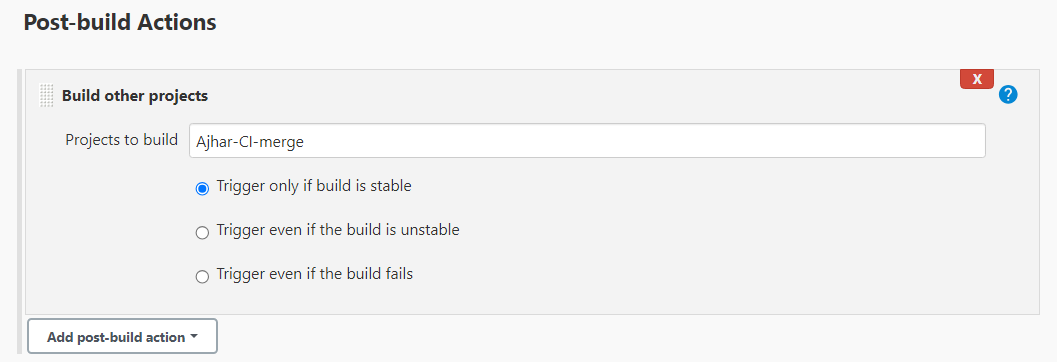 Post-build Actions
X
Build other projects
?
Projects to build
Ajhar-CI-merge
Trigger only if build is stable
Trigger even if the build is unstable
Trigger even if the build fails
Add post-build action